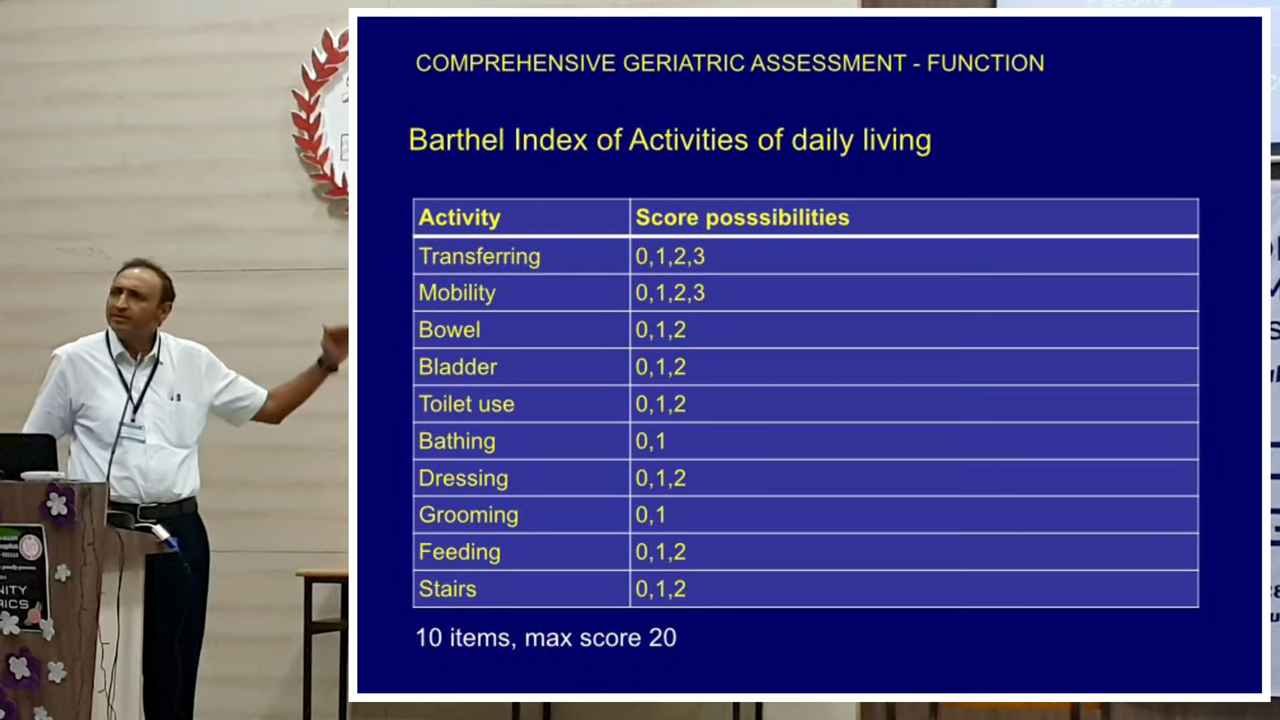 COMPREHENSIVE GERIATRIC ASSESSMENT - FUNCTION
Barthel Index of Activities of daily living
Activity Score posssibilities
Transferring 0,1,2,3
Mobility 0,1,2,3
Bowel 0,1,2
Bladder 0,1,2
Toilet use 0,1,2
Bathing 0,1
Dressing 0,1,2
Grooming 0,1
Feeding 0,1,2
Stairs 0,1,2
10 items, max score 20
Feeding
NITY
RICS